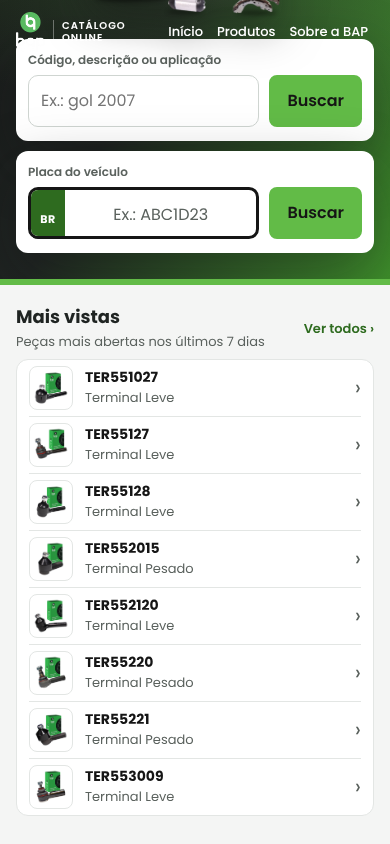 CATÁLOGO
ONLINE
Início Produtos Sobre a BAP
Código, descrição ou aplicação
Ex.: gol 2007
Buscar
Placa do veículo
BR
Ex.: ABC1D23
Buscar
Mais vistas
Peças mais abertas nos últimos 7 dias
Ver todos ›
TER551027
Terminal Leve
TER55127
Terminal Leve
TER55128
Terminal Leve
TER552015
Terminal Pesado
TER552120
Terminal Leve
TER55220
Terminal Pesado
TER55221
Terminal Pesado
TER553009
Terminal Leve